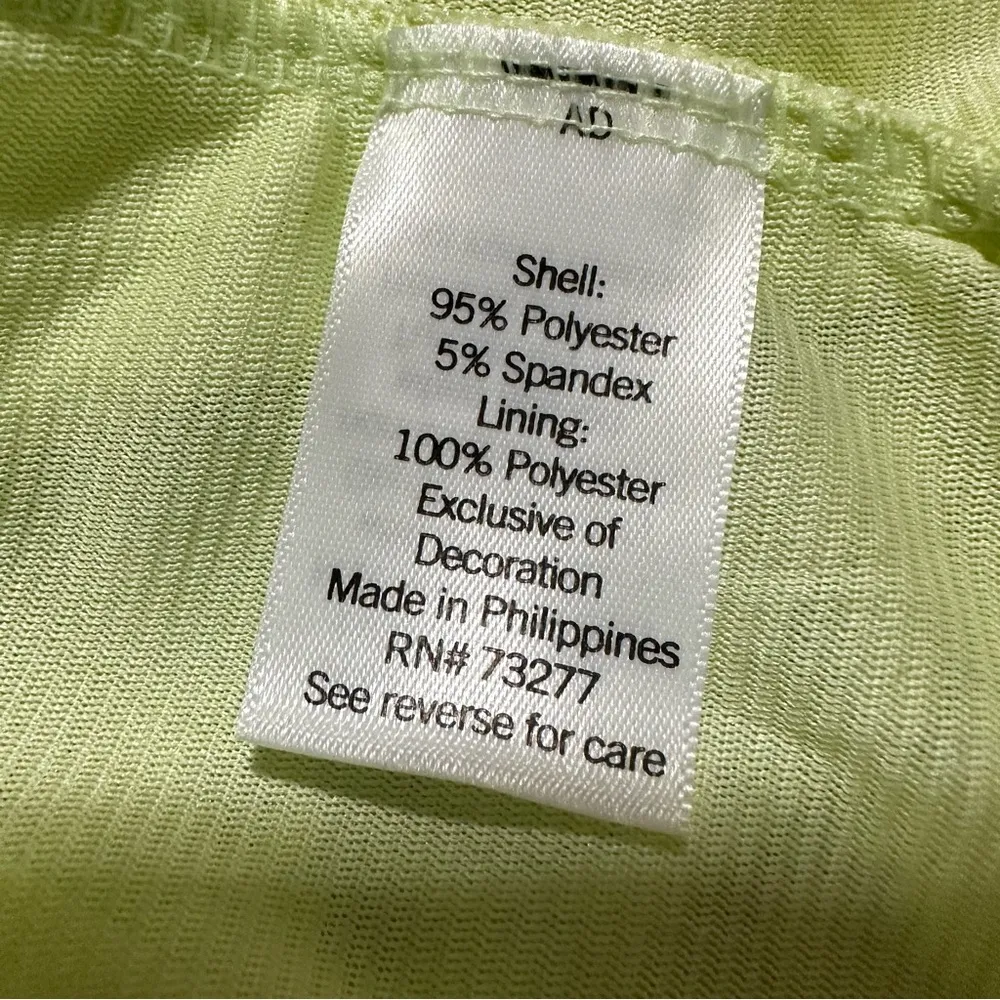 AD
Shell:
95% Polyester
5% Spandex
Lining:
100% Polyester
Exclusive of
Decoration
Made in Philippines
RN# 73277
See reverse for care